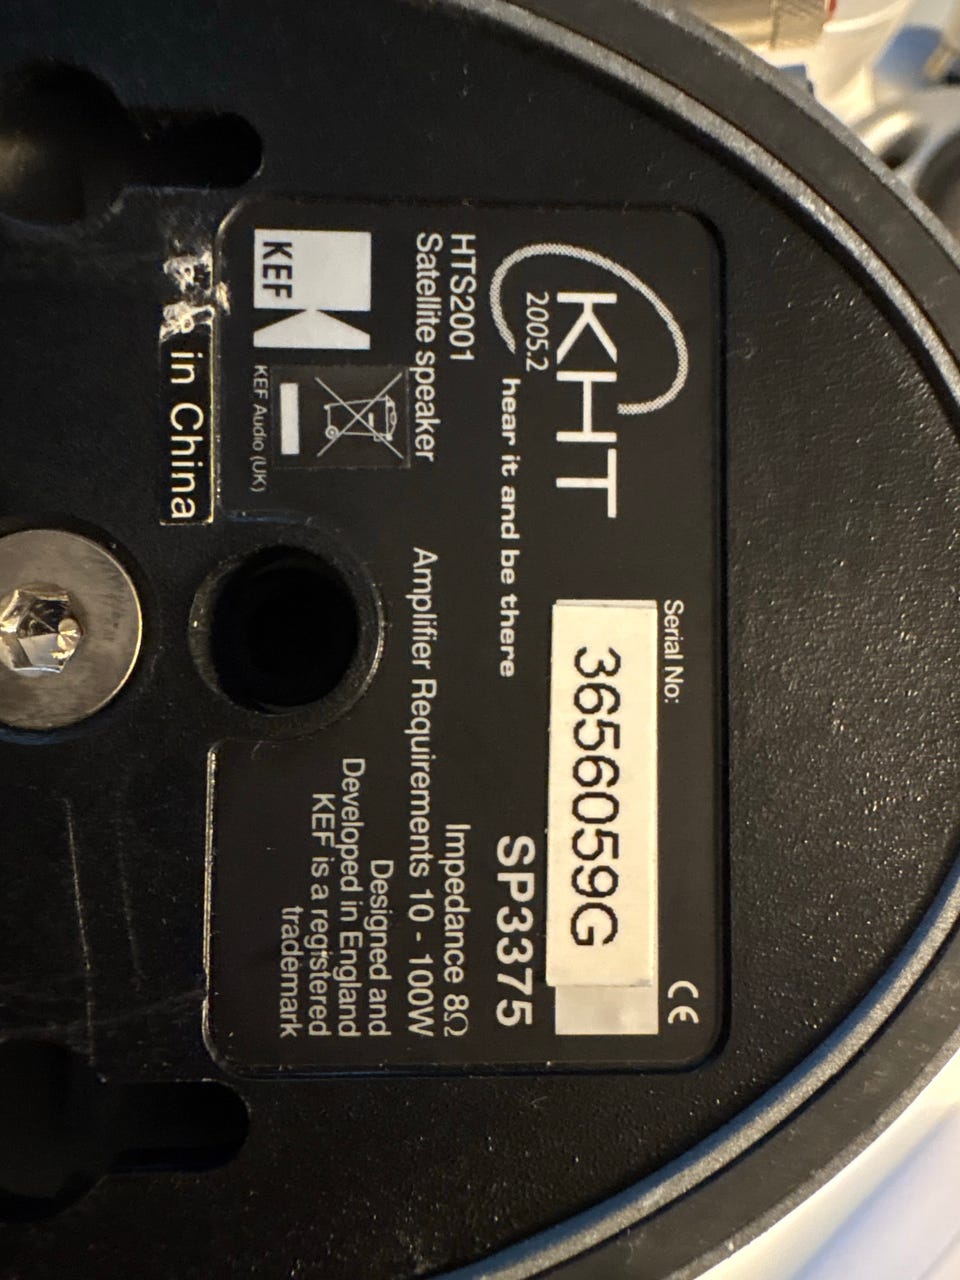 KHT
2005.2
hear it and be there
HTS2001
Satellite speaker
KEF
KEF Audio (UK)
in China
Serial No:
3656059G
CE
SP3375
Impedance 8Ω
Amplifier Requirements 10 - 100W
Designed and
Developed in England
KEF is a registered
trademark